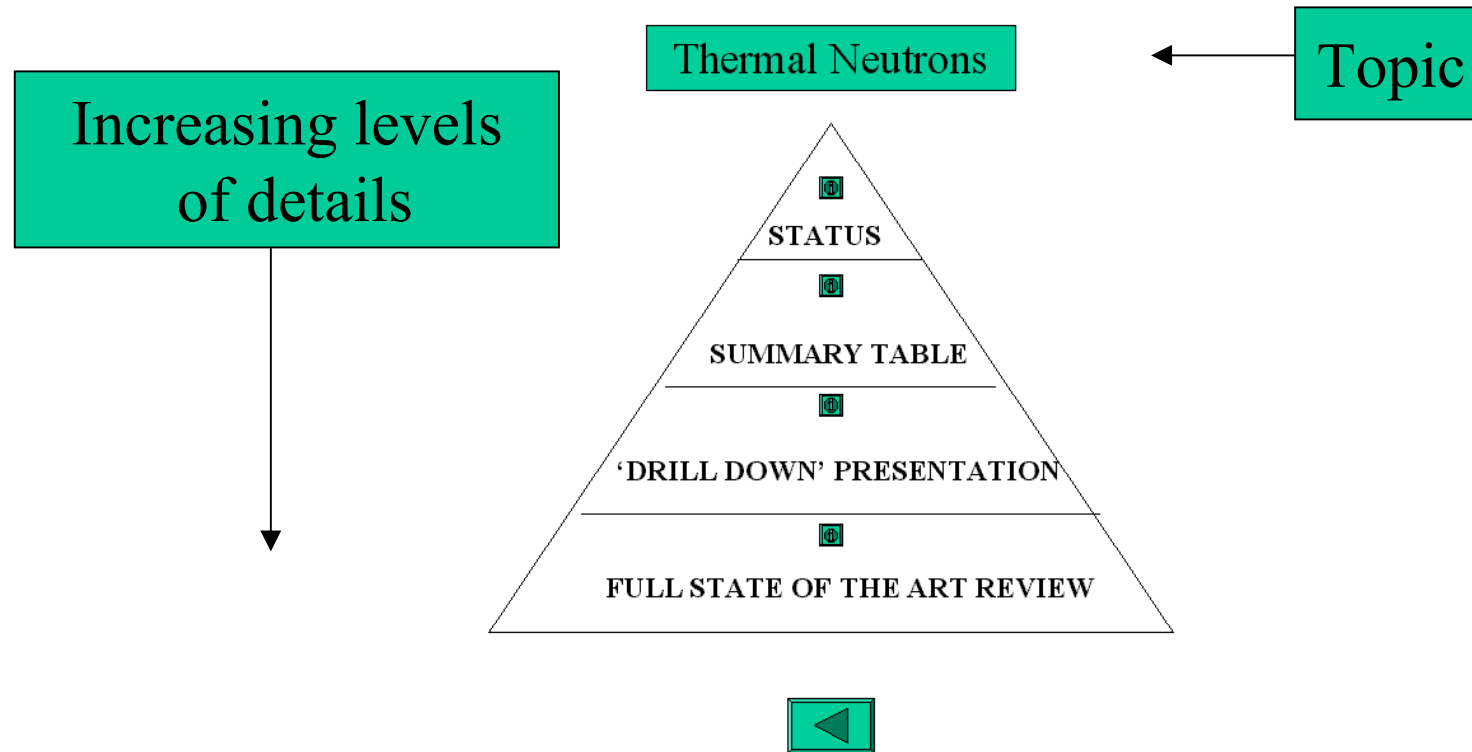 Thermal Neutrons
Topic
Increasing levels
of details
STATUS
SUMMARY TABLE
‘DRILL DOWN’ PRESENTATION
FULL STATE OF THE ART REVIEW